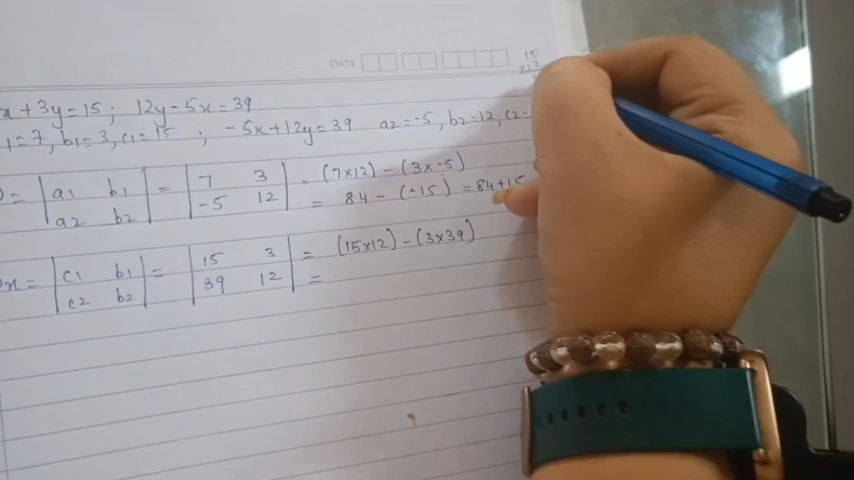 DATE
15
x12
x+3y=15; 12y-5x=39
1=7, b1=3, c1=15 ; -5x+12y=39 a2=-5, b2=12, c2=
= | a1 b1 | = | 7 3 | = (7x12) - (3x-5)
| a2 b2 | | -5 12 | = 84 - (-15) = 84+15
x= | c1 b1 | = | 15 3 | = (15x12) - (3x39)
| c2 b2 | | 39 12 | =